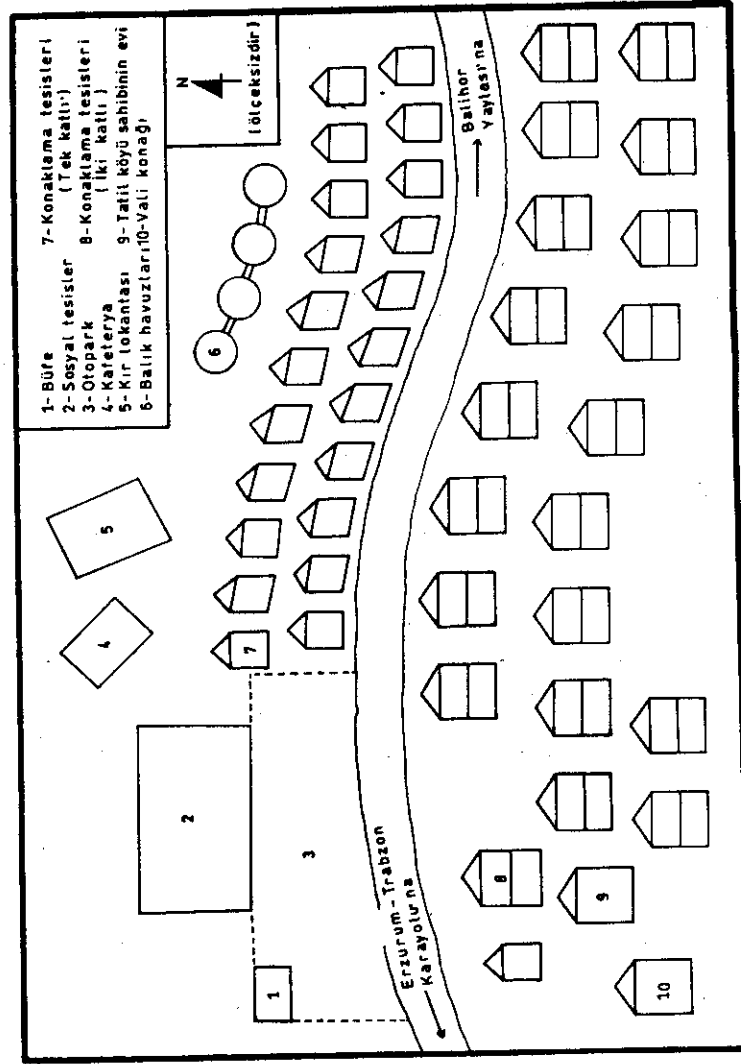 1- Büfe
2- Sosyal tesisler
3- Otopark
4- Kafeterya
5- Kır lokantası
6- Balık havuzları
7- Konaklama tesisleri
(Tek katlı)
8- Konaklama tesisleri
(İki katlı)
9- Tatil köyü sahibinin evi
10- Vali konağı
N
(ölçeksizdir)
6
5
4
7
2
3
1
Balihor
Yaylası'na
Erzurum-Trabzon
Karayolu'na
8
9
10